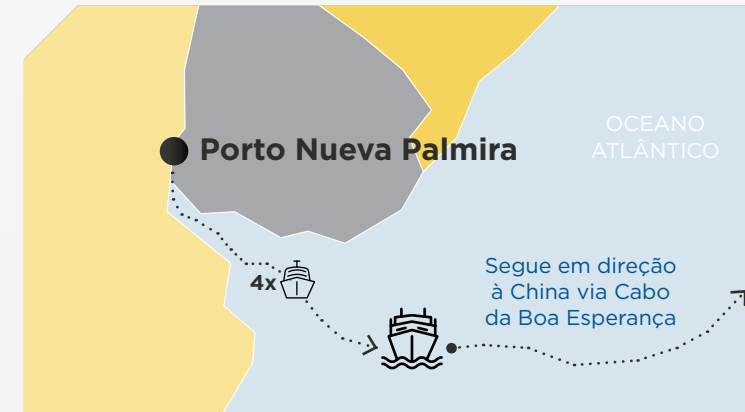 OCEANO
ATLÂNTICO
Porto Nueva Palmira
4x
Segue em direção
à China via Cabo
da Boa Esperança